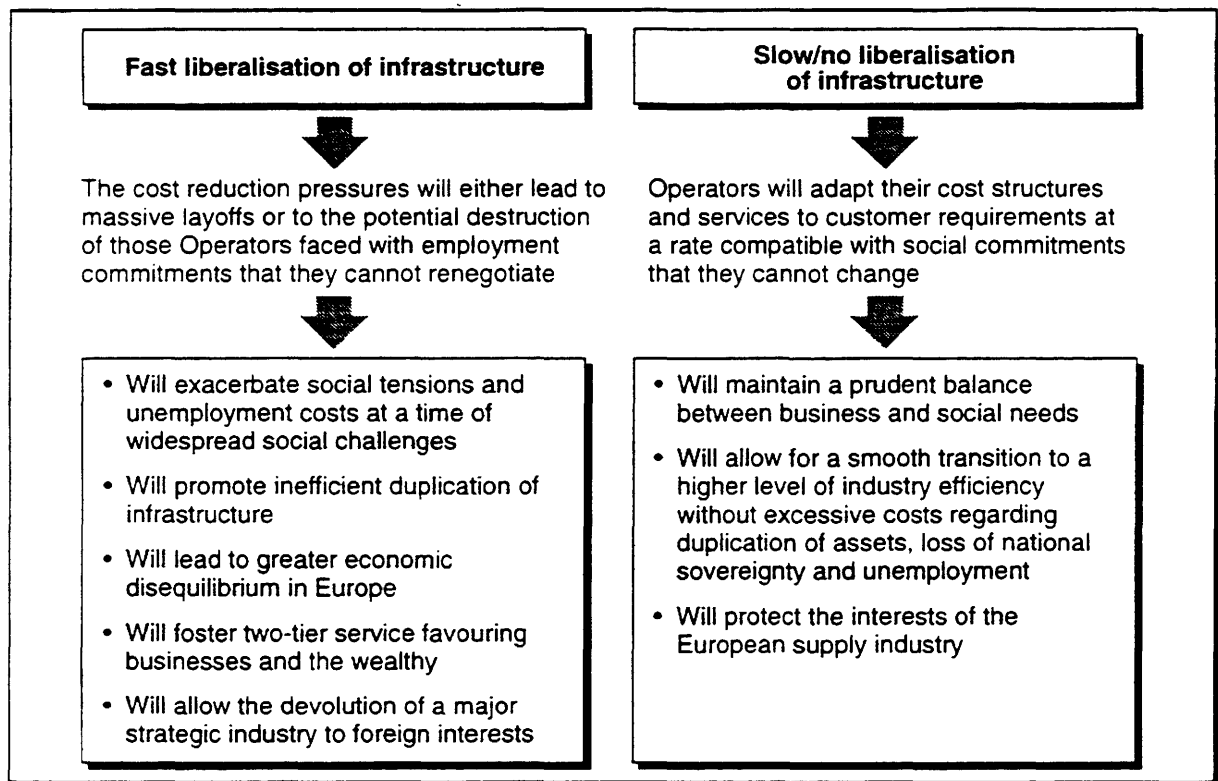 Fast liberalisation of infrastructure
The cost reduction pressures will either lead to
massive layoffs or to the potential destruction
of those Operators faced with employment
commitments that they cannot renegotiate
• Will exacerbate social tensions and
unemployment costs at a time of
widespread social challenges
• Will promote inefficient duplication of
infrastructure
• Will lead to greater economic
disequilibrium in Europe
• Will foster two-tier service favouring
businesses and the wealthy
• Will allow the devolution of a major
strategic industry to foreign interests
Slow/no liberalisation
of infrastructure
Operators will adapt their cost structures
and services to customer requirements at
a rate compatible with social commitments
that they cannot change
• Will maintain a prudent balance
between business and social needs
• Will allow for a smooth transition to a
higher level of industry efficiency
without excessive costs regarding
duplication of assets, loss of national
sovereignty and unemployment
• Will protect the interests of the
European supply industry